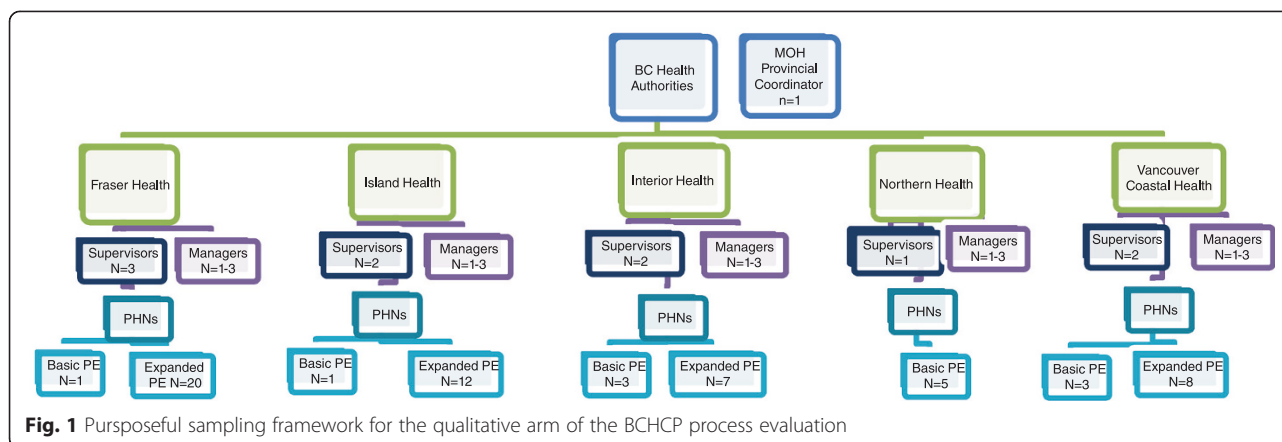 BC Health
Authorities
MOH
Provincial
Coordinator
n=1
Fraser Health
Island Health
Interior Health
Northern Health
Vancouver
Coastal Health
Supervisors
N=3
Managers
N=1-3
Supervisors
N=2
Managers
N=1-3
Supervisors
N=2
Managers
N=1-3
Supervisors
N=1
Managers
N=1-3
Supervisors
N=2
Managers
N=1-3
PHNs
PHNs
PHNs
PHNs
PHNs
Basic PE
N=1
Expanded
PE N=20
Basic PE
N=1
Expanded PE
N=12
Basic PE
N=3
Expanded PE
N=7
Basic PE
N=5
Basic PE
N=3
Expanded PE
N=8
Fig. 1 Pursposeful sampling framework for the qualitative arm of the BCHCP process evaluation